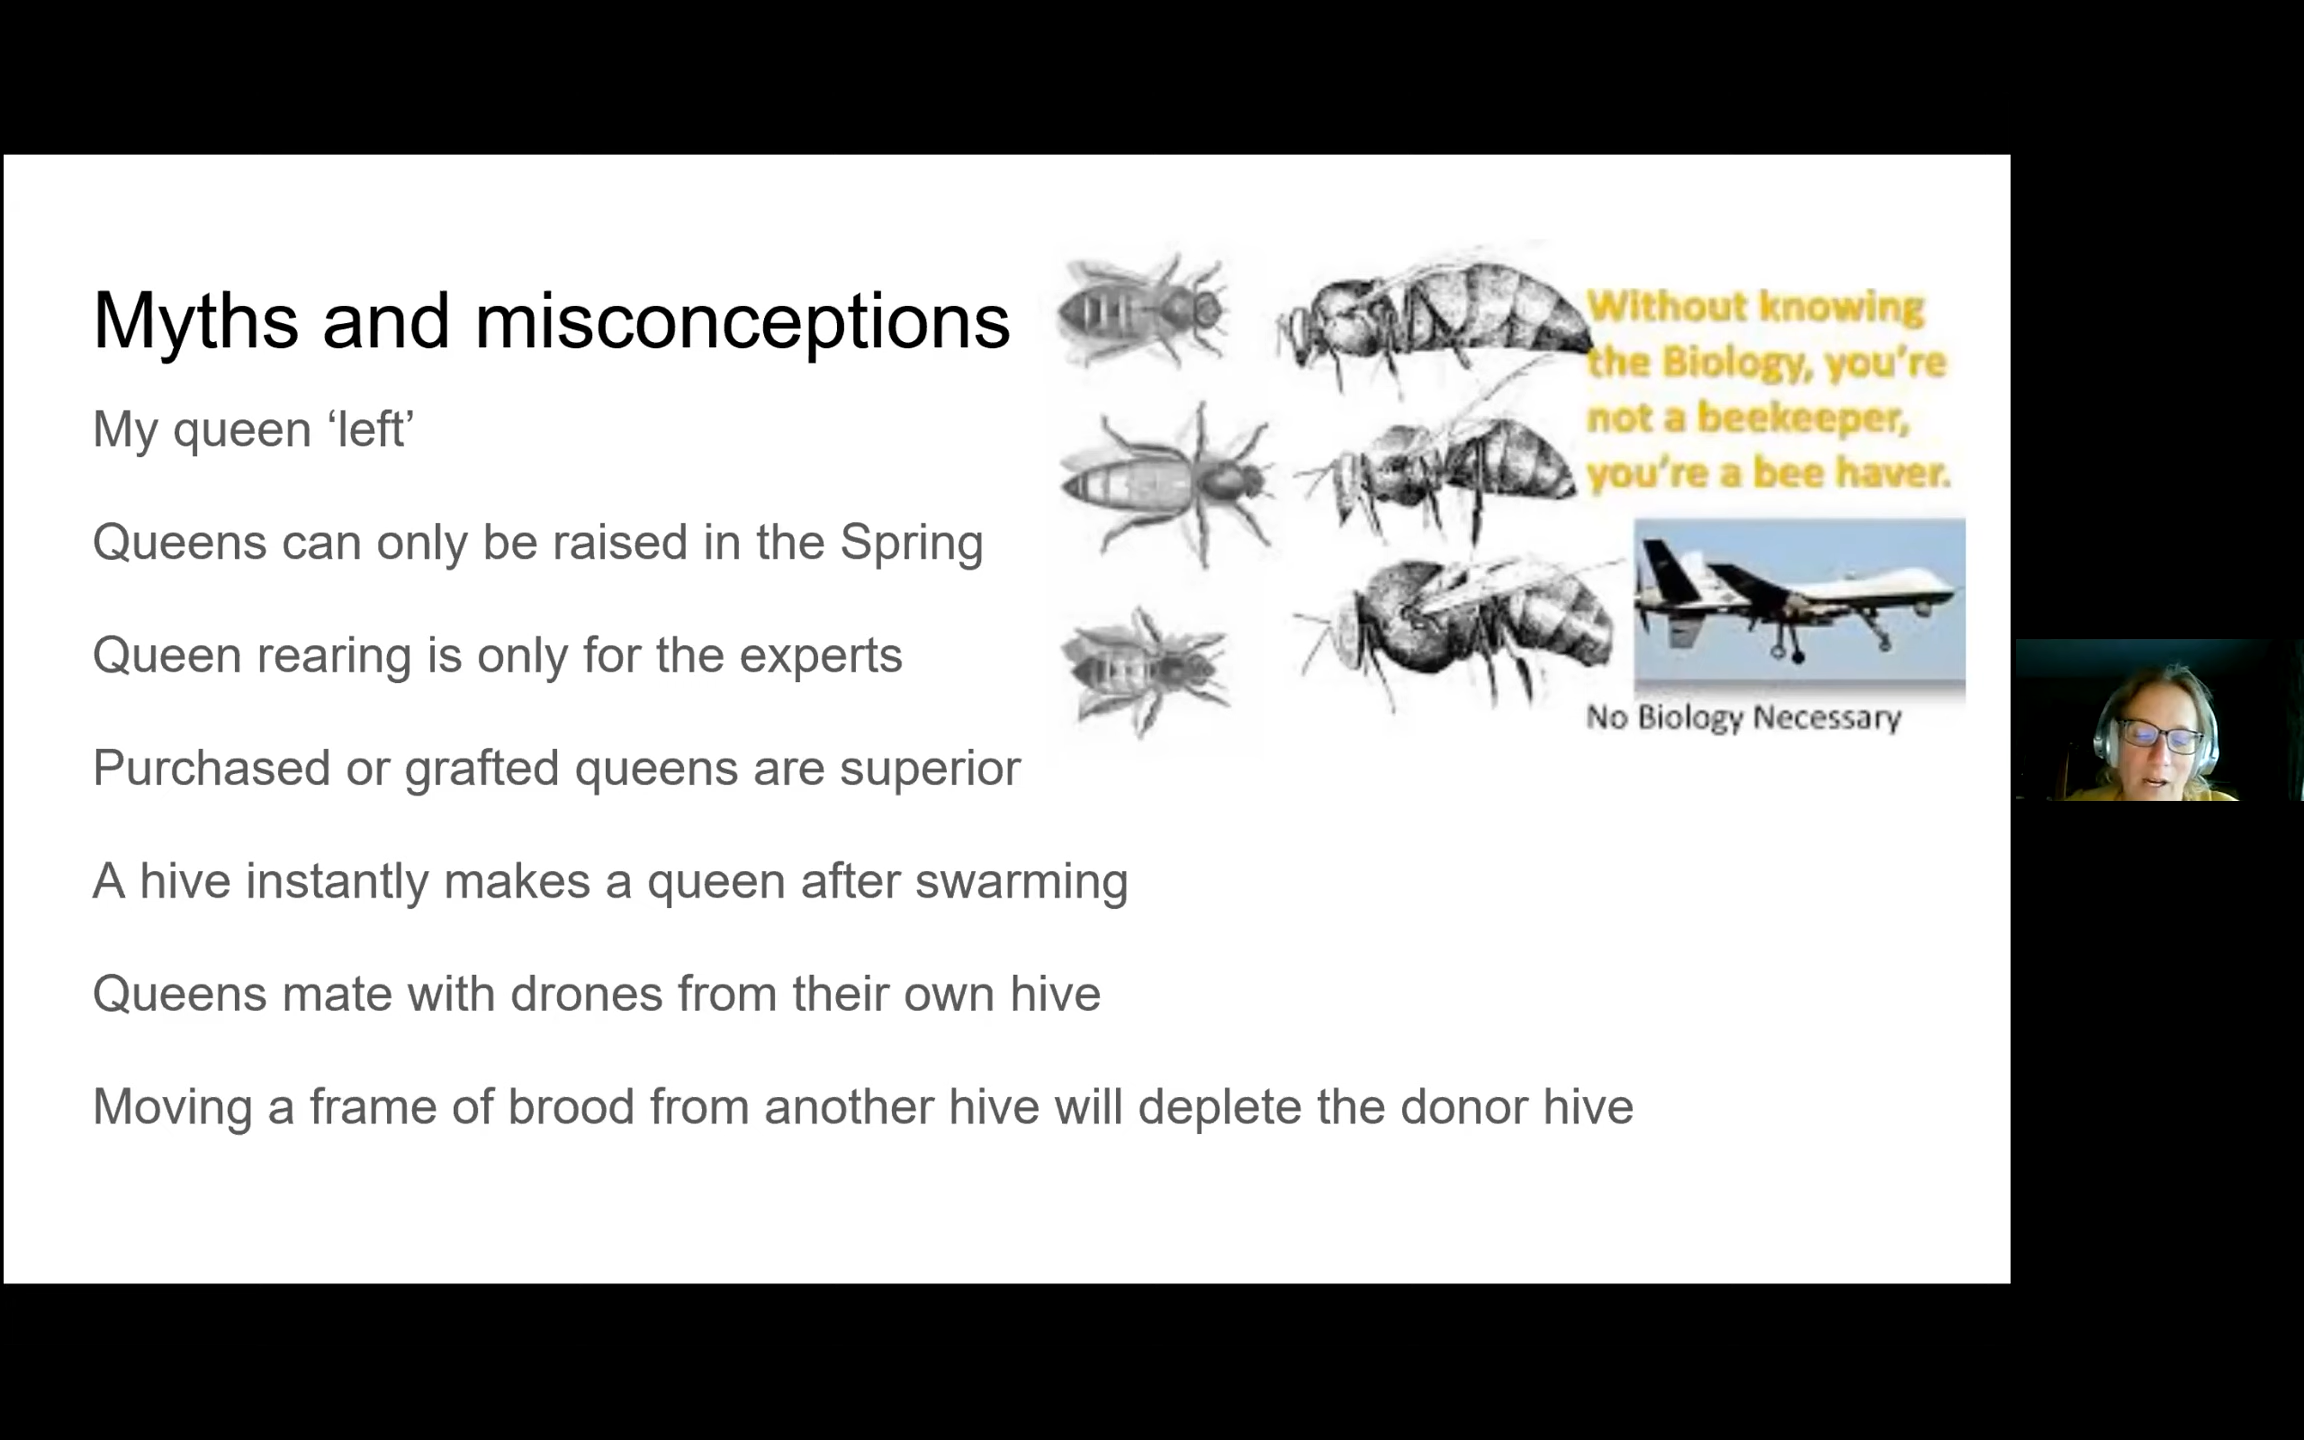 Myths and misconceptions
My queen ‘left’
Queens can only be raised in the Spring
Queen rearing is only for the experts
Purchased or grafted queens are superior
A hive instantly makes a queen after swarming
Queens mate with drones from their own hive
Moving a frame of brood from another hive will deplete the donor hive
Without knowing
the Biology, you’re
not a beekeeper,
you’re a bee haver.
No Biology Necessary